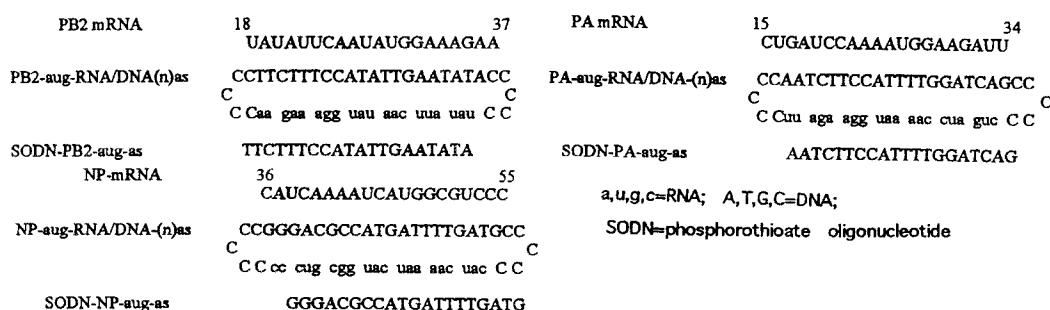 PB2 mRNA 18 37
UAUAUUCAAUAUGGAAAGAA
PB2-aug-RNA/DNA(n)as CCTTCTTTCCATATTGAATATACC
C C
C Caa gaa agg uau aac uua uau C C
SODN-PB2-aug-as TTCTTTCCATATTGAATATA
NP-mRNA 36 55
CAUCAAAAUCAUGGCGUCCC
NP-aug-RNA/DNA-(n)as CCGGGACGCCATGATTTTGATGCC
C C
C C cc cug cgg uac uaa aac uac C C
SODN-NP-aug-as GGGACGCCATGATTTTGATG
PA mRNA 15 34
CUGAUCCAAAAUGGAAGAUU
PA-aug-RNA/DNA-(n)as CCAATCTTCCATTTTGGATCAGCC
C C
C Cuu aga agg uaa aac cua guc C C
SODN-PA-aug-as AATCTTCCATTTTGGATCAG
a,u,g,c=RNA; A,T,G,C=DNA;
SODN=phosphorothioate oligonucleotide